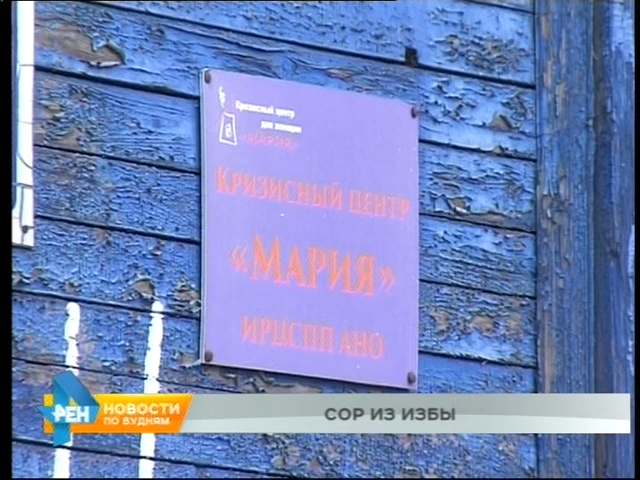 Кризисный центр
для женщин
«МАРИЯ»
КРИЗИСНЫЙ ЦЕНТР
«МАРИЯ»
ИРЦСПП АНО
РЕН
НОВОСТИ
ПО БУДНЯМ
СОР ИЗ ИЗБЫ